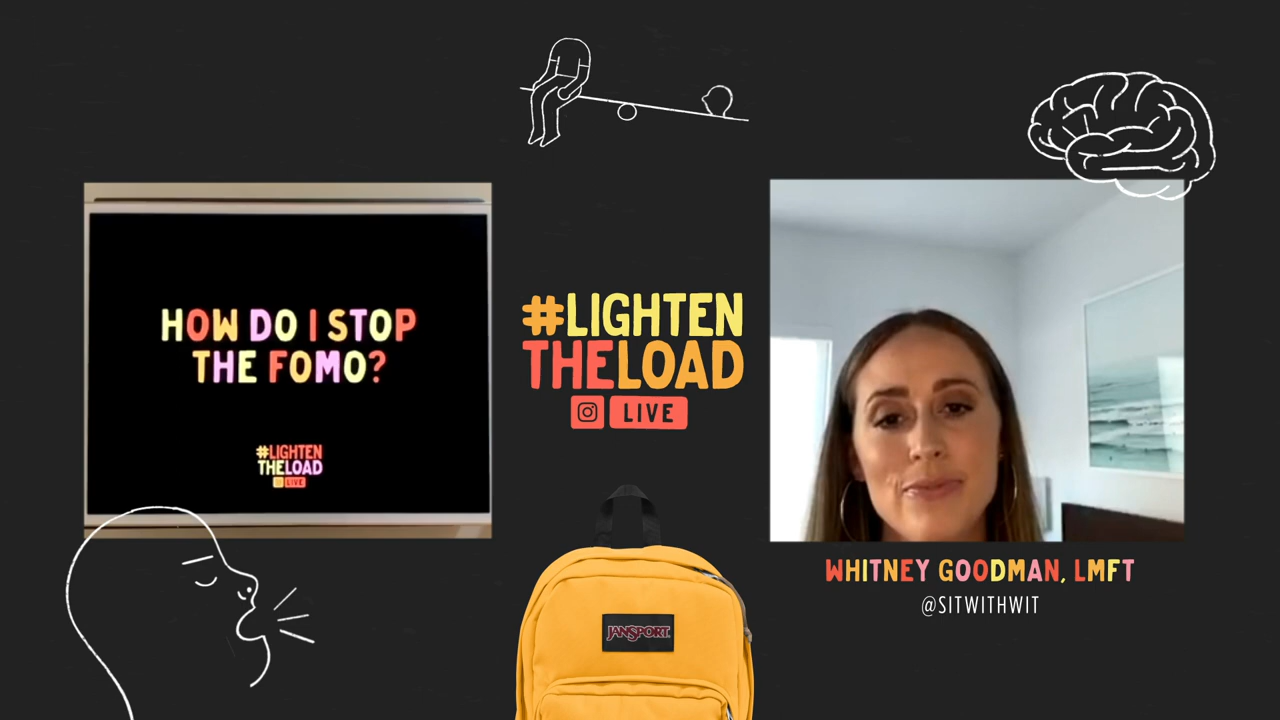 HOW DO I STOP
THE FOMO?
#LIGHTEN
THELOAD
LIVE
#LIGHTEN
THELOAD
LIVE
JANSPORT
WHITNEY GOODMAN, LMFT
@SITWITHWIT